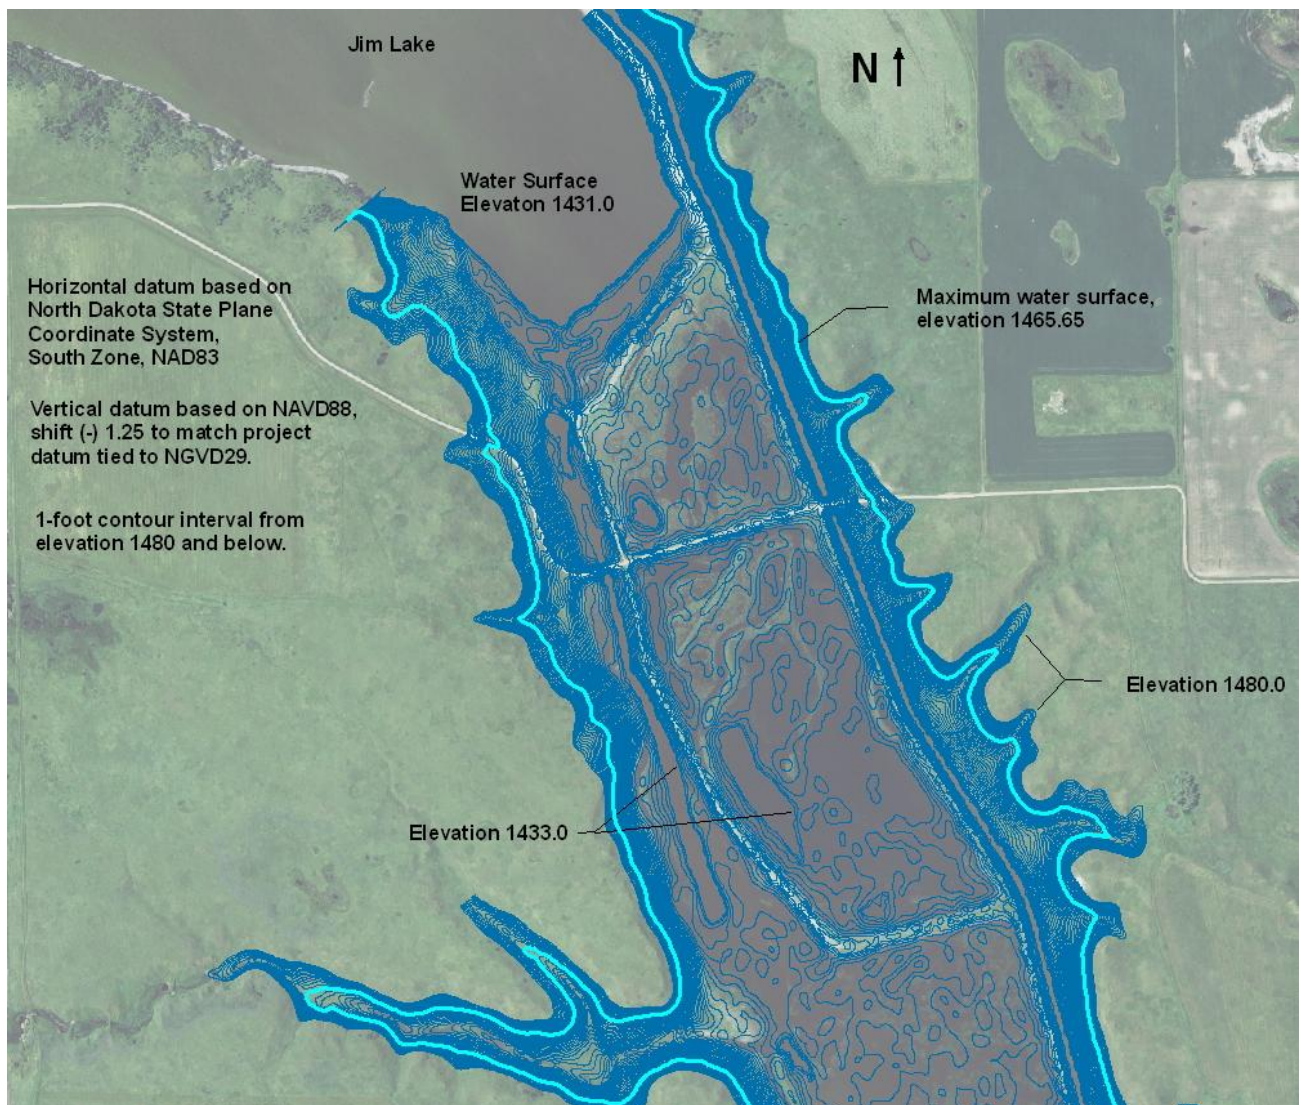 Jim Lake
N
Water Surface
Elevaton 1431.0
Horizontal datum based on
North Dakota State Plane
Coordinate System,
South Zone, NAD83
Maximum water surface,
elevation 1465.65
Vertical datum based on NAVD88,
shift (-) 1.25 to match project
datum tied to NGVD29.
1-foot contour interval from
elevation 1480 and below.
Elevation 1480.0
Elevation 1433.0